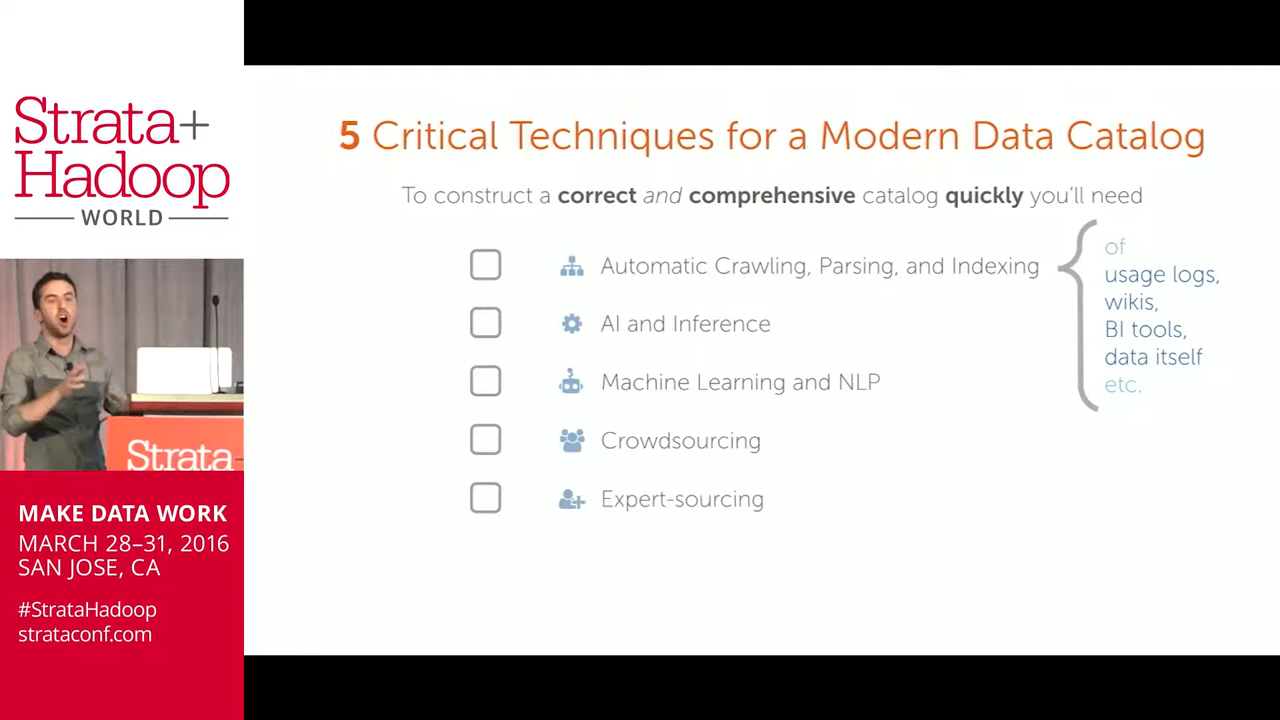 Strata+
Hadoop
WORLD
Strata
MAKE DATA WORK
MARCH 28–31, 2016
SAN JOSE, CA
#StrataHadoop
strataconf.com
5 Critical Techniques for a Modern Data Catalog
To construct a correct and comprehensive catalog quickly you'll need
Automatic Crawling, Parsing, and Indexing
of
usage logs,
wikis,
BI tools,
data itself
etc.
AI and Inference
Machine Learning and NLP
Crowdsourcing
Expert-sourcing